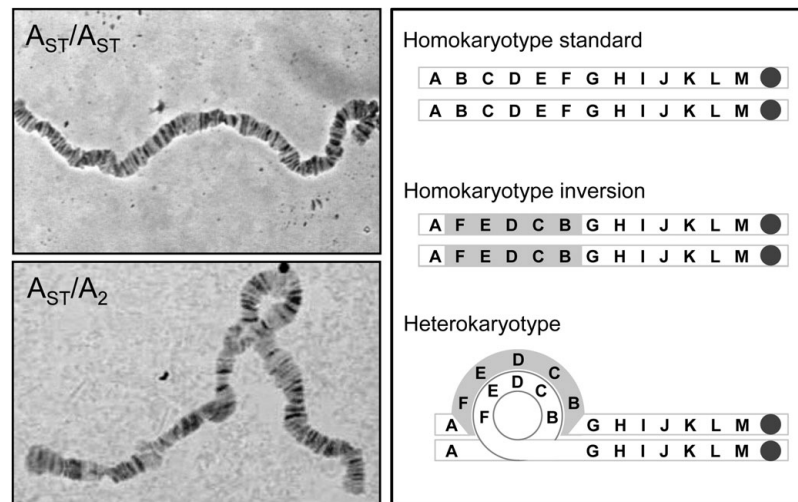 A_ST/A_ST
A_ST/A_2
Homokaryotype standard
A B C D E F G H I J K L M
A B C D E F G H I J K L M
Homokaryotype inversion
A F E D C B G H I J K L M
A F E D C B G H I J K L M
Heterokaryotype
F E D C B
F E D C B
A G H I J K L M
A G H I J K L M